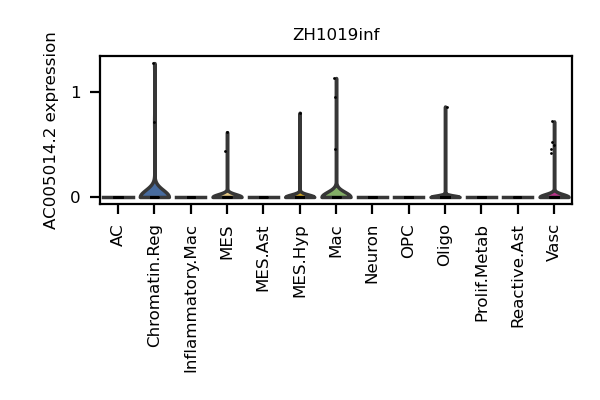 ZH1019inf
AC005014.2 expression
1
0
AC
Chromatin.Reg
Inflammatory.Mac
MES
MES.Ast
MES.Hyp
Mac
Neuron
OPC
Oligo
Prolif.Metab
Reactive.Ast
Vasc